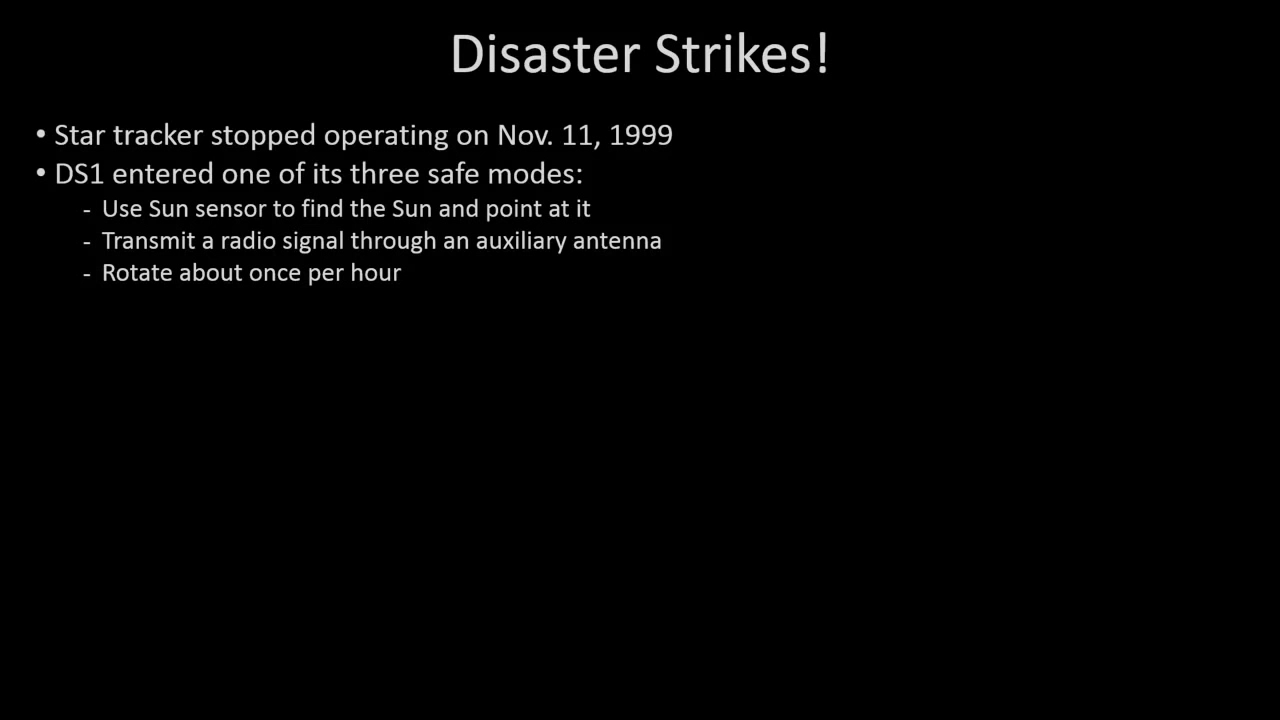 Disaster Strikes!
• Star tracker stopped operating on Nov. 11, 1999
• DS1 entered one of its three safe modes:
- Use Sun sensor to find the Sun and point at it
- Transmit a radio signal through an auxiliary antenna
- Rotate about once per hour